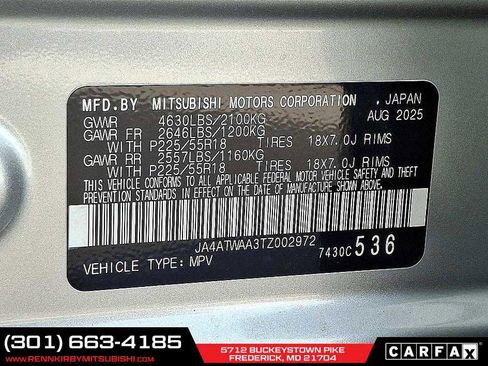 MFD.BY MITSUBISHI MOTORS CORPORATION , JAPAN
GVWR 4630LBS/2100KG AUG 2025
GAWR FR 2646LBS/1200KG
WITH P225/55R18 TIRES 18X7.0J RIMS
GAWR RR 2557LBS/1160KG
WITH P225/55R18 TIRES 18X7.0J RIMS
THIS VEHICLE CONFORMS TO ALL APPLICABLE FEDERAL MOTOR VEHICLE SAFETY, BUMPER, AND THEFT
PREVENTION STANDARDS IN EFFECT ON THE DATE OF MANUFACTURE SHOWN ABOVE.
JA4ATWAA3TZ002972
7430C 536
VEHICLE TYPE: MPV
(301) 663-4185
WWW.RENNKIRBYMITSUBISHI.COM
5712 BUCKEYSTOWN PIKE
FREDERICK, MD 21704
CARFAX